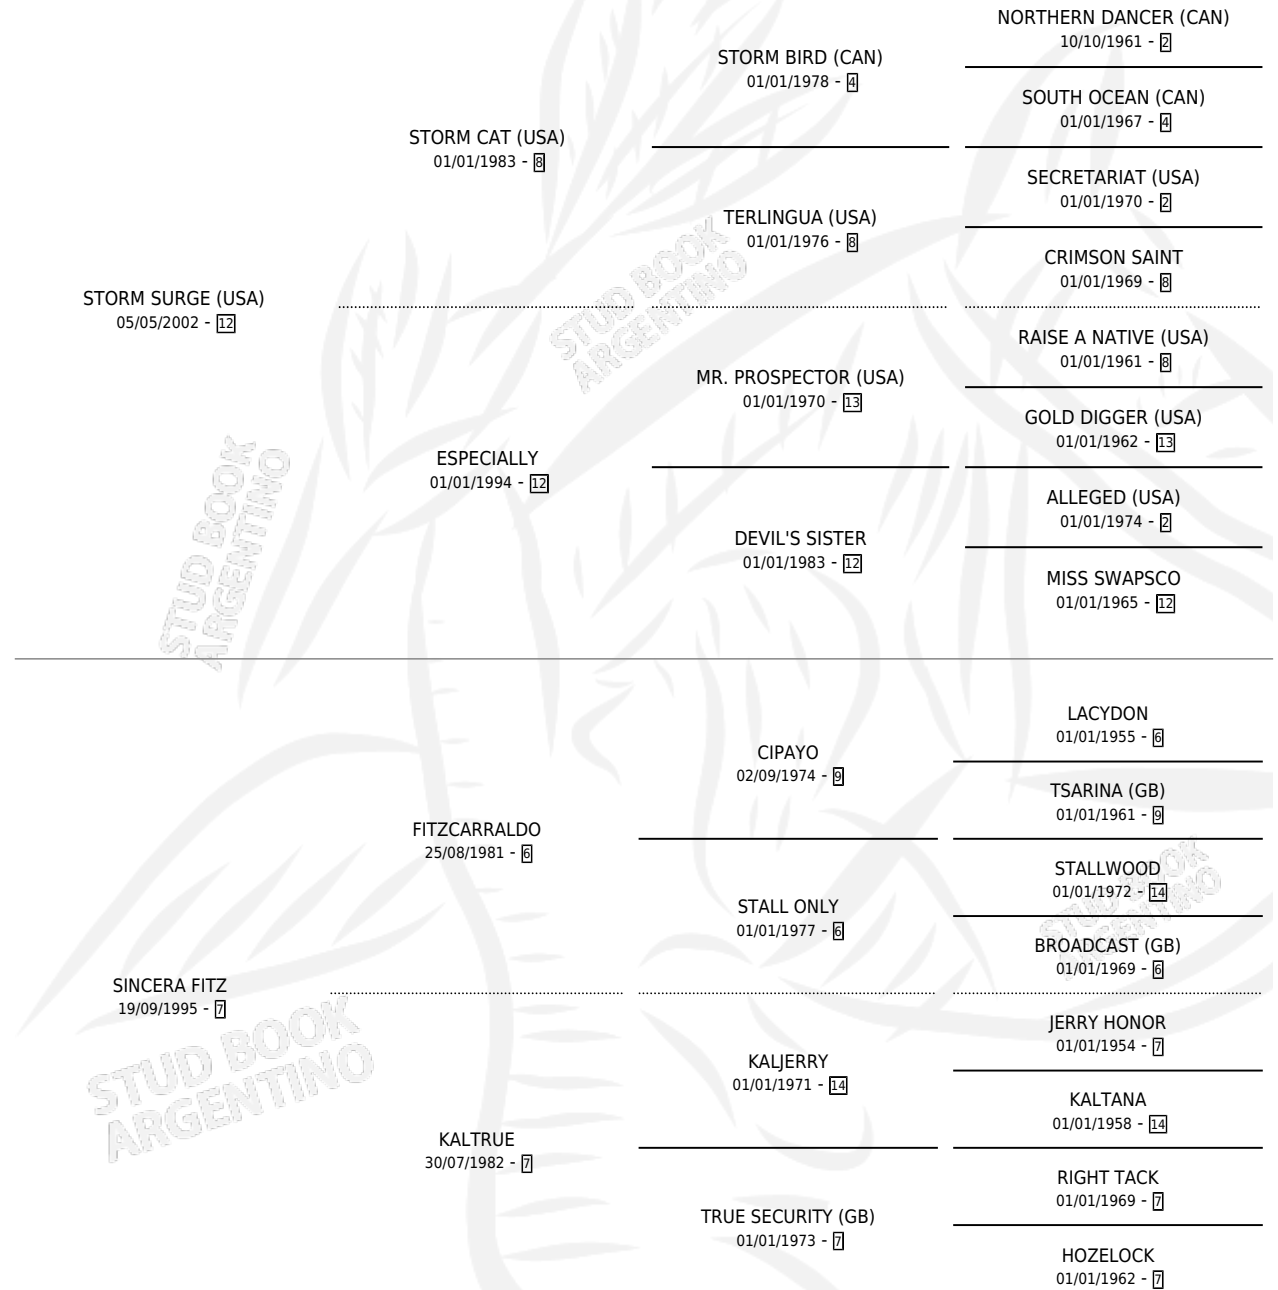 NORTHERN DANCER (CAN)
10/10/1961 - 2
STORM BIRD (CAN)
01/01/1978 - 4
SOUTH OCEAN (CAN)
01/01/1967 - 4
STORM CAT (USA)
01/01/1983 - 8
SECRETARIAT (USA)
01/01/1970 - 2
TERLINGUA (USA)
01/01/1976 - 8
CRIMSON SAINT
01/01/1969 - 8
STORM SURGE (USA)
05/05/2002 - 12
RAISE A NATIVE (USA)
01/01/1961 - 8
MR. PROSPECTOR (USA)
01/01/1970 - 13
GOLD DIGGER (USA)
01/01/1962 - 13
ESPECIALLY
01/01/1994 - 12
ALLEGED (USA)
01/01/1974 - 2
DEVIL'S SISTER
01/01/1983 - 12
MISS SWAPSCO
01/01/1965 - 12
LACYDON
01/01/1955 - 6
CIPAYO
02/09/1974 - 9
TSARINA (GB)
01/01/1961 - 9
FITZCARRALDO
25/08/1981 - 6
STALLWOOD
01/01/1972 - 14
STALL ONLY
01/01/1977 - 6
BROADCAST (GB)
01/01/1969 - 6
SINCERA FITZ
19/09/1995 - 7
JERRY HONOR
01/01/1954 - 7
KALJERRY
01/01/1971 - 14
KALTANA
01/01/1958 - 14
KALTRUE
30/07/1982 - 7
RIGHT TACK
01/01/1969 - 7
TRUE SECURITY (GB)
01/01/1973 - 7
HOZELOCK
01/01/1962 - 7
STUD BOOK
ARGENTINO
STUD BOOK
ARGENTINO
STUD BOOK
ARGENTINO
STUD BOOK
ARGENTINO